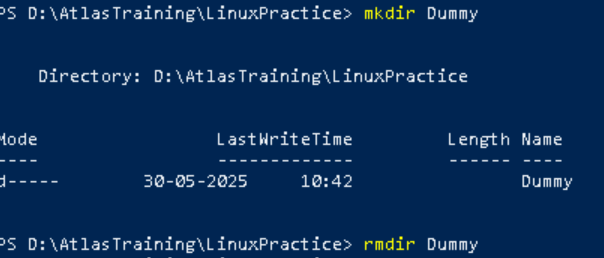 PS D:\AtlasTraining\LinuxPractice> mkdir Dummy
Directory: D:\AtlasTraining\LinuxPractice
Mode LastWriteTime Length Name
---- ------------- ------ ----
d----- 30-05-2025 10:42 Dummy
PS D:\AtlasTraining\LinuxPractice> rmdir Dummy